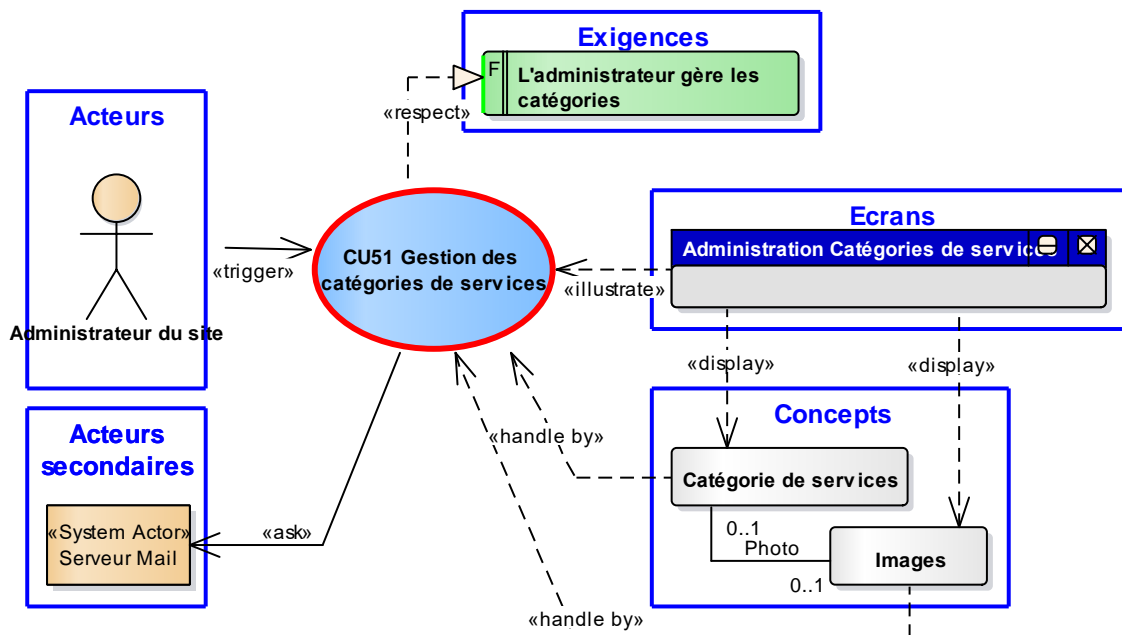 Exigences
F
L'administrateur gère les
catégories
«respect»
Acteurs
Administrateur du site
«trigger»
CU51 Gestion des
catégories de services
Ecrans
Administration Catégories de services
«illustrate»
«display»
«display»
Concepts
«handle by»
Catégorie de services
0..1
Photo
Images
0..1
Acteurs
secondaires
«System Actor»
Serveur Mail
«ask»
«handle by»